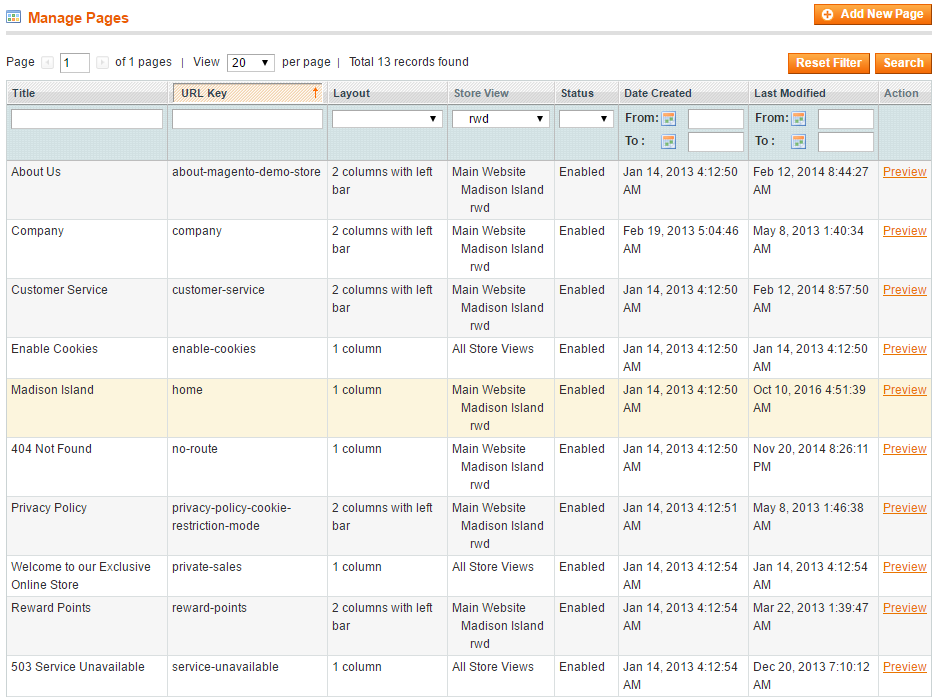 Manage Pages
Add New Page
Page 1 of 1 pages | View 20 per page | Total 13 records found
Reset Filter Search
Title URL Key Layout Store View Status Date Created Last Modified Action
rwd From: From:
To : To :
About Us about-magento-demo-store 2 columns with left Main Website Enabled Jan 14, 2013 4:12:50 Feb 12, 2014 8:44:27 Preview
bar Madison Island AM AM
rwd
Company company 2 columns with left Main Website Enabled Feb 19, 2013 5:04:46 May 8, 2013 1:40:34 Preview
bar Madison Island AM AM
rwd
Customer Service customer-service 2 columns with left Main Website Enabled Jan 14, 2013 4:12:50 Feb 12, 2014 8:57:50 Preview
bar Madison Island AM AM
rwd
Enable Cookies enable-cookies 1 column All Store Views Enabled Jan 14, 2013 4:12:50 Jan 14, 2013 4:12:50 Preview
AM AM
Madison Island home 1 column Main Website Enabled Jan 14, 2013 4:12:50 Oct 10, 2016 4:51:39 Preview
Madison Island AM AM
rwd
404 Not Found no-route 1 column Main Website Enabled Jan 14, 2013 4:12:50 Nov 20, 2014 8:26:11 Preview
Madison Island AM PM
rwd
Privacy Policy privacy-policy-cookie- 2 columns with left Main Website Enabled Jan 14, 2013 4:12:51 May 8, 2013 1:46:38 Preview
restriction-mode bar Madison Island AM AM
rwd
Welcome to our Exclusive private-sales 1 column All Store Views Enabled Jan 14, 2013 4:12:54 Jan 14, 2013 4:12:54 Preview
Online Store AM AM
Reward Points reward-points 2 columns with left Main Website Enabled Jan 14, 2013 4:12:54 Mar 22, 2013 1:39:47 Preview
bar Madison Island AM AM
rwd
503 Service Unavailable service-unavailable 1 column All Store Views Enabled Jan 14, 2013 4:12:54 Dec 20, 2013 7:10:12 Preview
AM AM